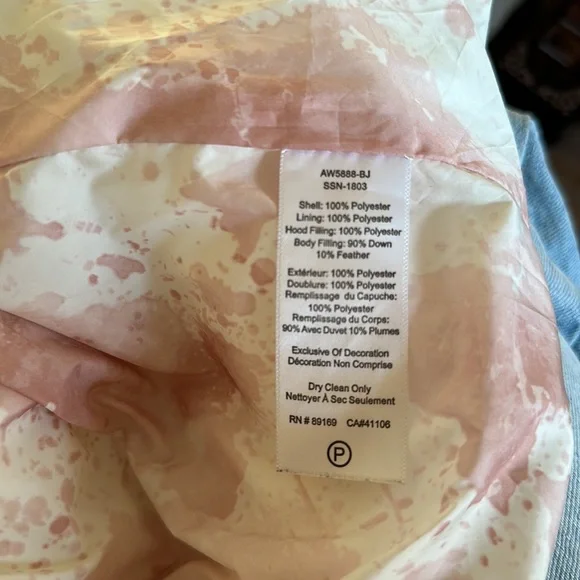 AW5888-BJ
SSN-1803
Shell: 100% Polyester
Lining: 100% Polyester
Hood Filling: 100% Polyester
Body Filling: 90% Down
10% Feather
Extérieur: 100% Polyester
Doublure: 100% Polyester
Remplissage du Capuche:
100% Polyester
Remplissage du Corps:
90% Avec Duvet 10% Plumes
Exclusive Of Decoration
Décoration Non Comprise
Dry Clean Only
Nettoyer À Sec Seulement
RN # 89169 CA#41106
P